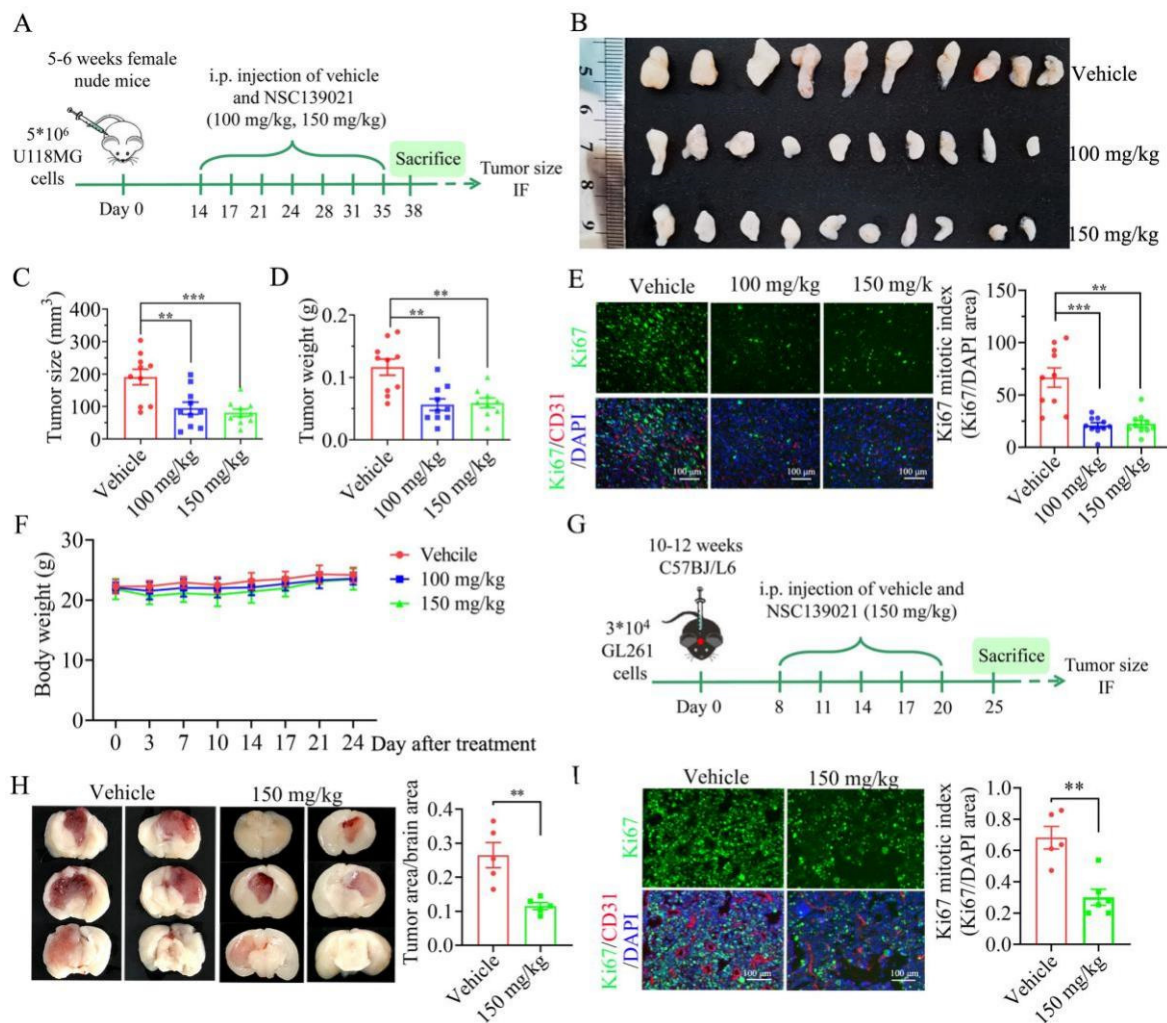 A
5-6 weeks female
nude mice
i.p. injection of vehicle
and NSC139021
(100 mg/kg, 150 mg/kg)
5*10⁶
U118MG
cells
Sacrifice
Tumor size
IF
Day 0
14
17
21
24
28
31
35
38
B
5
6
7
8
9
Vehicle
100 mg/kg
150 mg/kg
C
Tumor size (mm³)
400
300
200
100
0
**
***
Vehicle
100 mg/kg
150 mg/kg
D
Tumor weight (g)
0.2
0.1
0.0
**
**
Vehicle
100 mg/kg
150 mg/kg
E
Vehicle
100 mg/kg
150 mg/k
Ki67
Ki67/CD31
/DAPI
100 μm
100 μm
100 μm
Ki67 mitotic index
(Ki67/DAPI area)
150
100
50
0
***
**
Vehicle
100 mg/kg
150 mg/kg
F
Body weight (g)
30
20
10
0
Vehcile
100 mg/kg
150 mg/kg
0 3 7 10 14 17 21 24 Day after treatment
G
10-12 weeks
C57BJ/L6
i.p. injection of vehicle and
NSC139021 (150 mg/kg)
3*10⁴
GL261
cells
Sacrifice
Tumor size
IF
Day 0
8
11
14
17
20
25
H
Vehicle
150 mg/kg
Tumor area/brain area
0.4
0.3
0.2
0.1
0.0
**
Vehicle
150 mg/kg
I
Vehicle
150 mg/kg
Ki67
Ki67/CD31
/DAPI
100 μm
100 μm
Ki67 mitotic index
(Ki67/DAPI area)
1.0
0.8
0.6
0.4
0.2
0.0
**
Vehicle
150 mg/kg